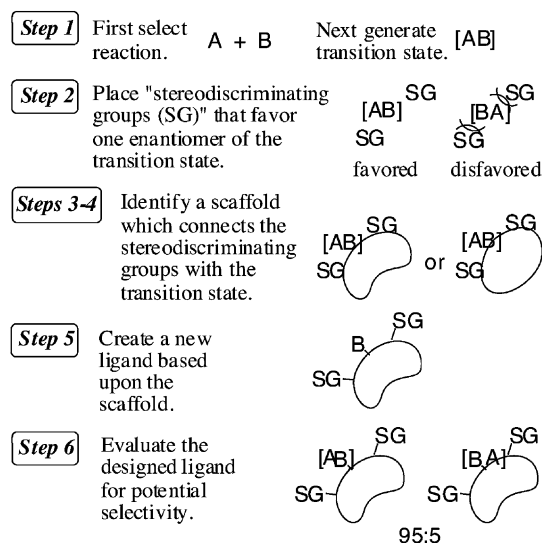 Step 1 First select reaction. A + B Next generate transition state. [AB]
Step 2 Place "stereodiscriminating
groups (SG)" that favor
one enantiomer of the
transition state.
SG
[AB]
SG
favored
SG
[BA]
SG
disfavored
Steps 3-4 Identify a scaffold
which connects the
stereodiscriminating
groups with the
transition state.
SG
[AB]
SG
or
SG
[AB]
SG
Step 5 Create a new
ligand based
upon the
scaffold.
SG
B
SG
Step 6 Evaluate the
designed ligand
for potential
selectivity.
SG
[AB]
SG
SG
[BA]
SG
95:5